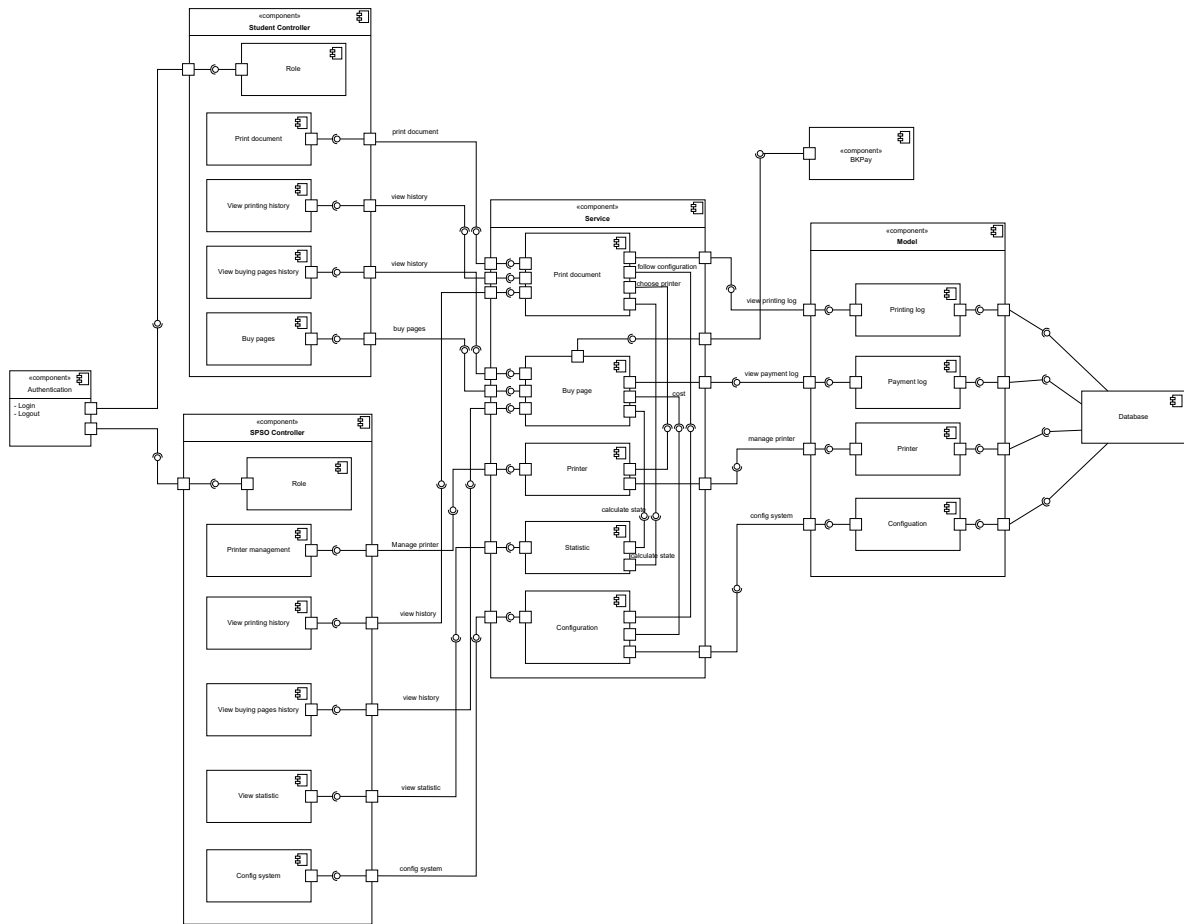 «component»
Student Controller
Role
Print document
View printing history
View buying pages history
Buy pages
print document
view history
view history
buy pages
«component»
Authentication
- Login
- Logout
«component»
SPSO Controller
Role
Printer management
View printing history
View buying pages history
View statistic
Config system
Manage printer
view history
view history
view statistic
config system
«component»
Service
Print document
follow configuration
choose printer
Buy page
cost
Printer
calculate state
Statistic
calculate state
Configuration
«component»
BKPay
view printing log
view payment log
manage printer
config system
«component»
Model
Printing log
Payment log
Printer
Configuation
Database